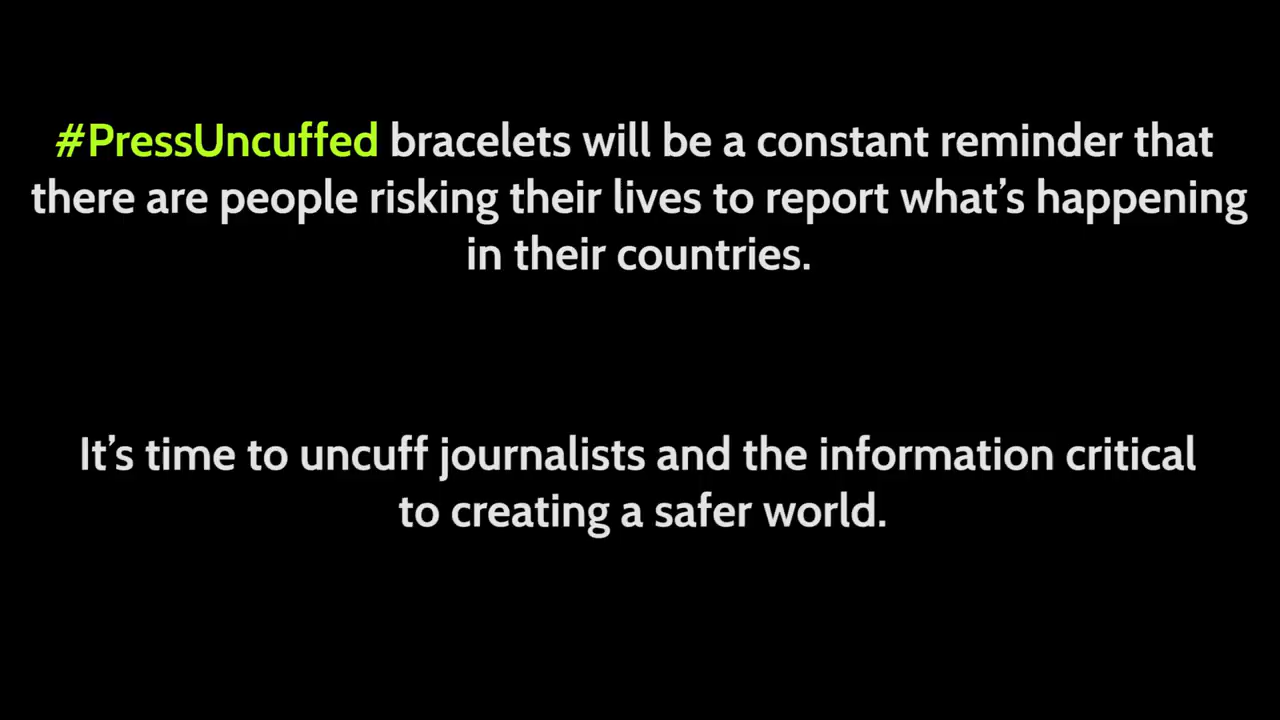 #PressUncuffed bracelets will be a constant reminder that
there are people risking their lives to report what’s happening
in their countries.
It’s time to uncuff journalists and the information critical
to creating a safer world.